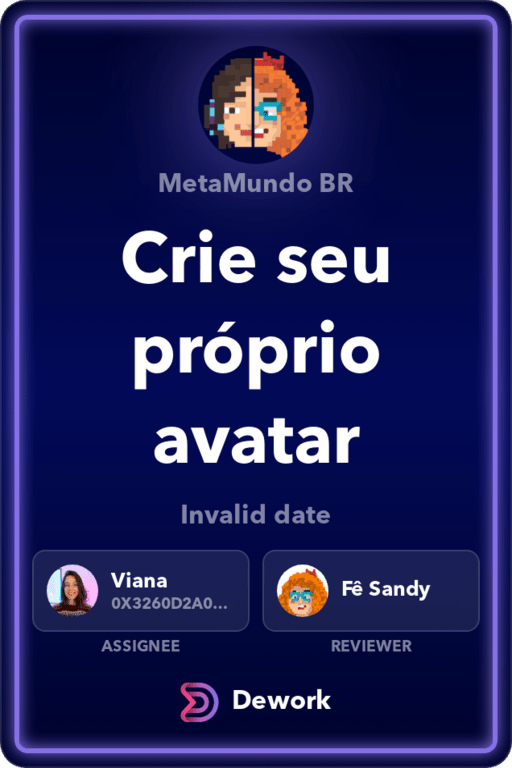 MetaMundo BR
Crie seu
próprio
avatar
Invalid date
Viana
0X3260D2A0...
Fê Sandy
ASSIGNEE
REVIEWER
Dework